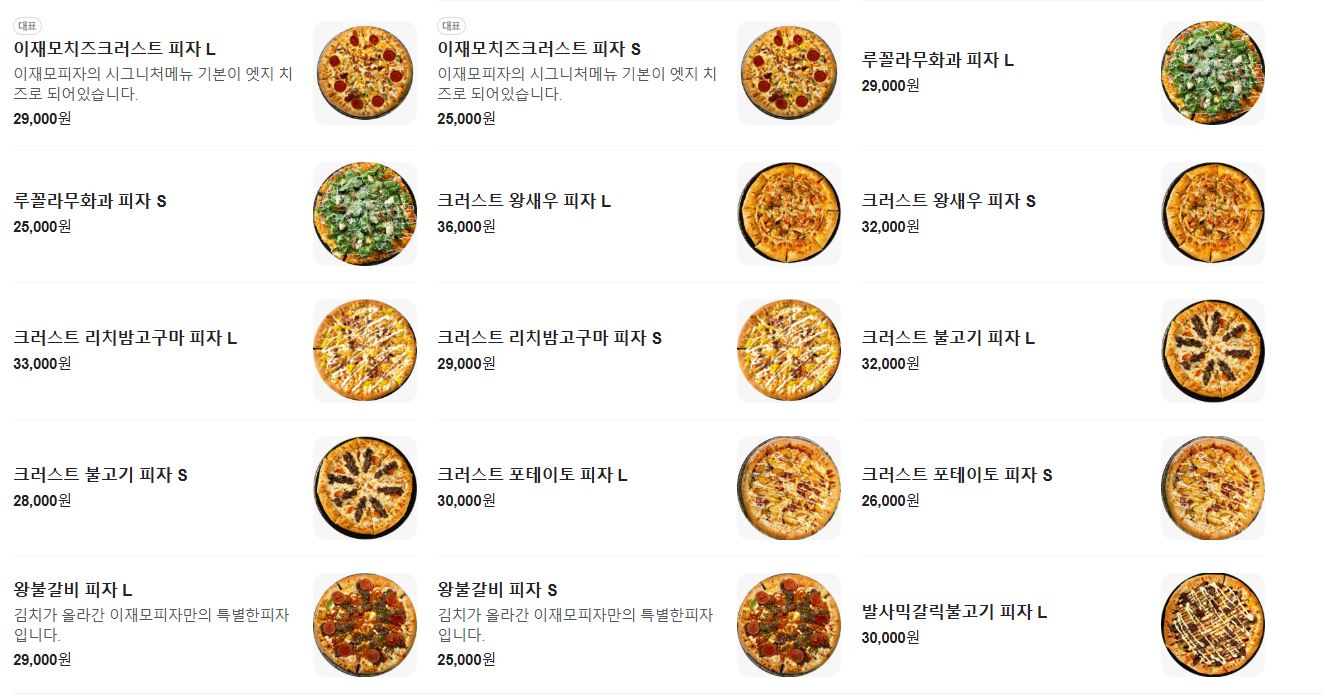 대표
이재모치즈크러스트 피자 L
이재모피자의 시그니처메뉴 기본이 엣지 치
즈로 되어있습니다.
29,000원
대표
이재모치즈크러스트 피자 S
이재모피자의 시그니처메뉴 기본이 엣지 치
즈로 되어있습니다.
25,000원
루꼴라무화과 피자 L
29,000원
루꼴라무화과 피자 S
25,000원
크러스트 왕새우 피자 L
36,000원
크러스트 왕새우 피자 S
32,000원
크러스트 리치밤고구마 피자 L
33,000원
크러스트 리치밤고구마 피자 S
29,000원
크러스트 불고기 피자 L
32,000원
크러스트 불고기 피자 S
28,000원
크러스트 포테이토 피자 L
30,000원
크러스트 포테이토 피자 S
26,000원
왕불갈비 피자 L
김치가 올라간 이재모피자만의 특별한피자
입니다.
29,000원
왕불갈비 피자 S
김치가 올라간 이재모피자만의 특별한피자
입니다.
25,000원
발사믹갈릭불고기 피자 L
30,000원